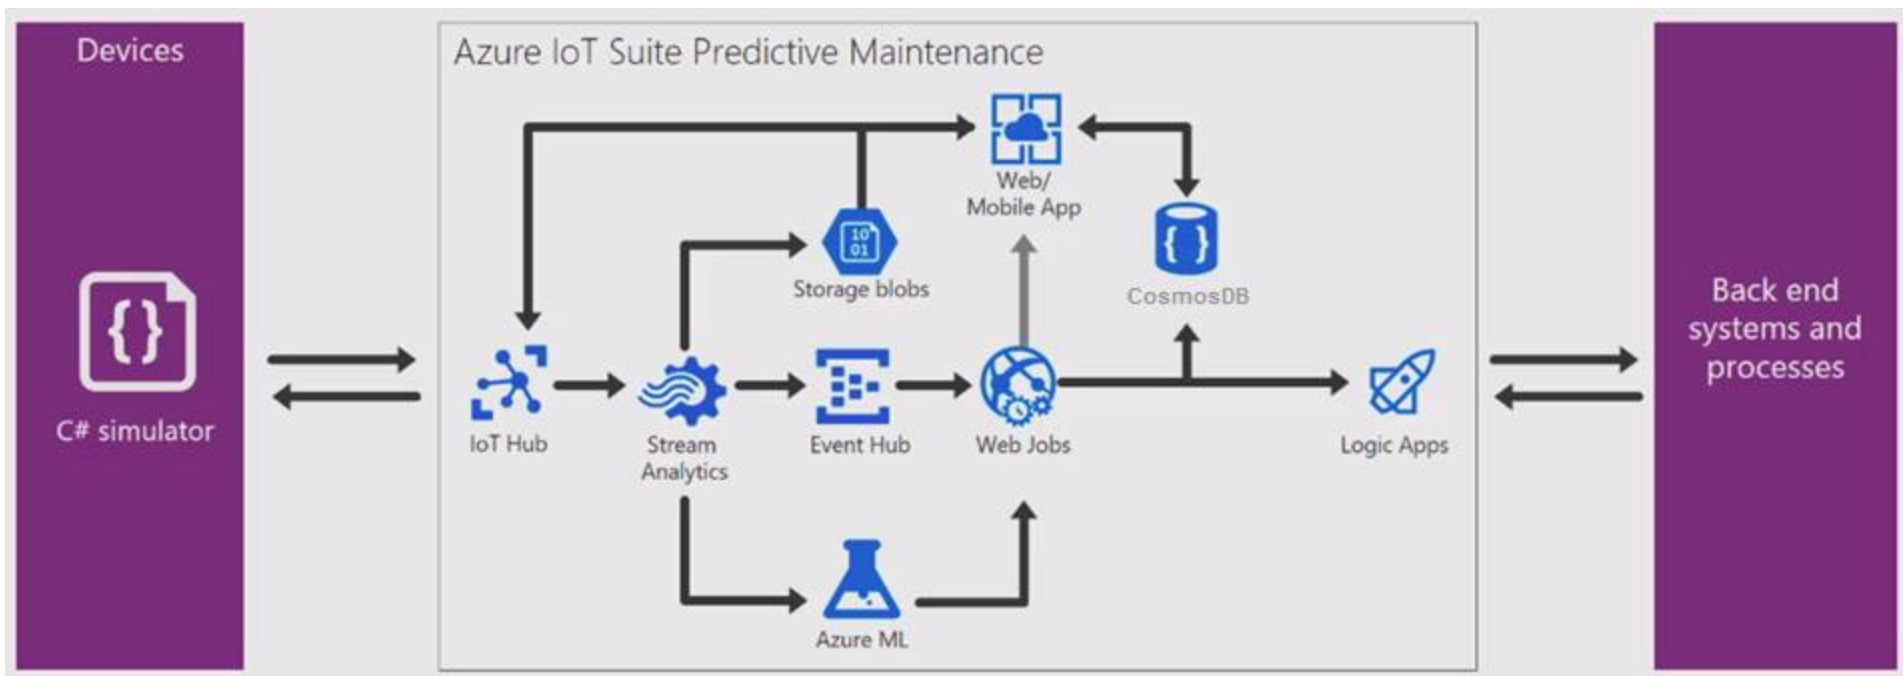 Devices
{}
C# simulator
Azure IoT Suite Predictive Maintenance
Web/
Mobile App
10
01
Storage blobs
{ }
CosmosDB
IoT Hub
Stream
Analytics
Event Hub
Web Jobs
Logic Apps
Azure ML
Back end
systems and
processes